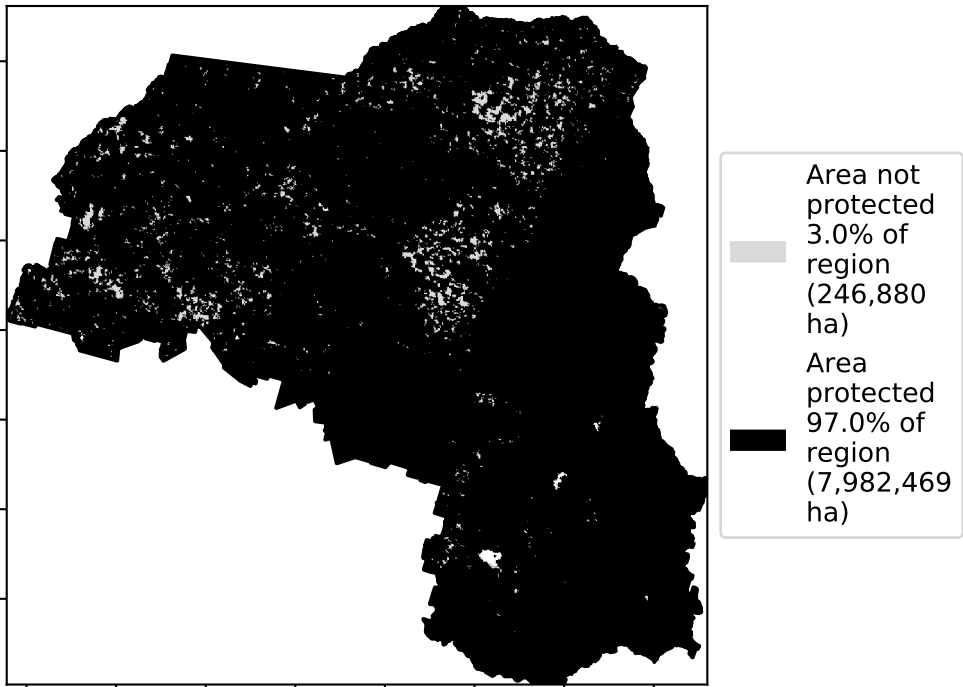 Area not
protected
3.0% of
region
(246,880
ha)
Area
protected
97.0% of
region
(7,982,469
ha)